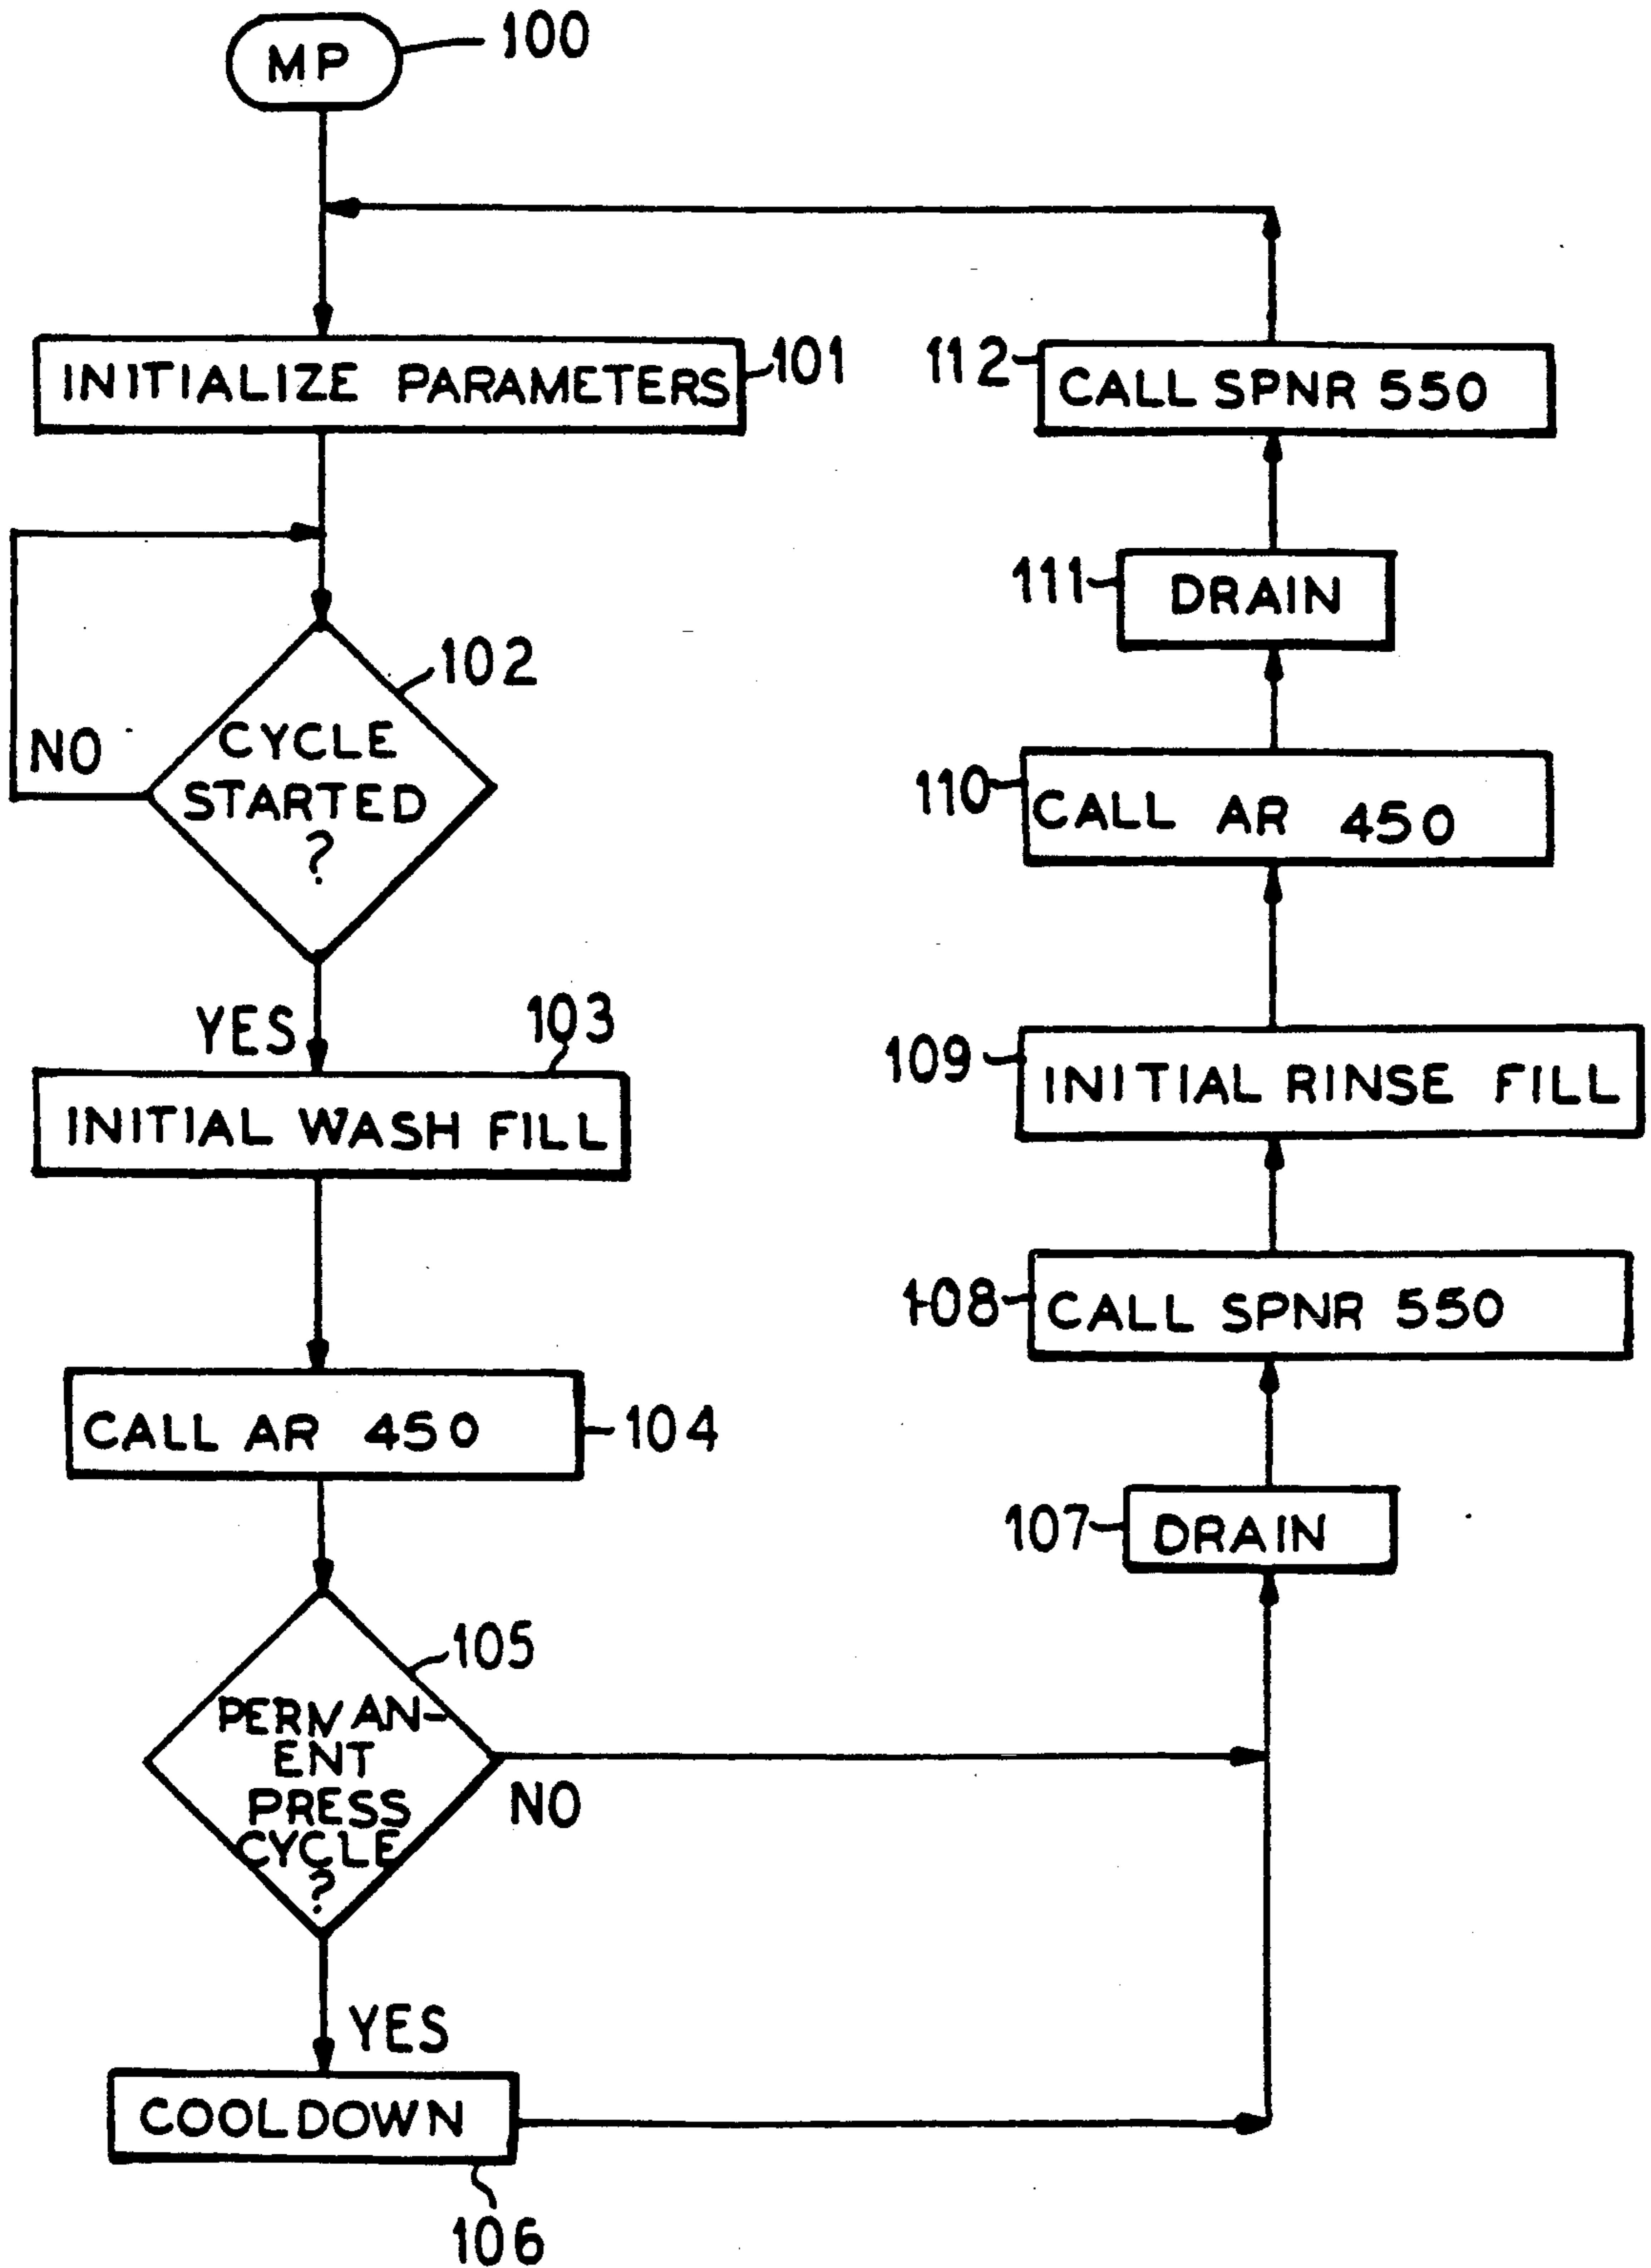 MP
100
INITIALIZE PARAMETERS
101
102
CYCLE
STARTED
?
NO
YES
103
INITIAL WASH FILL
CALL AR 450
104
105
PERMAN-
ENT
PRESS
CYCLE
?
NO
YES
COOLDOWN
106
112
CALL SPNR 550
111
DRAIN
110
CALL AR 450
109
INITIAL RINSE FILL
108
CALL SPNR 550
107
DRAIN